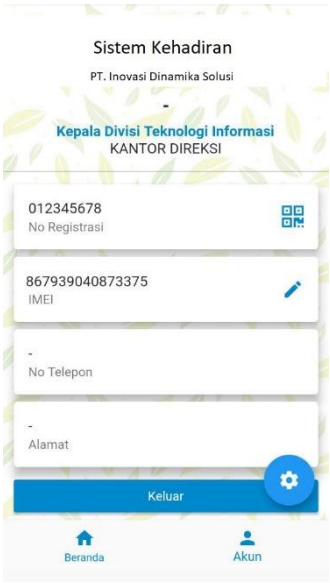 Sistem Kehadiran
PT. Inovasi Dinamika Solusi
-
Kepala Divisi Teknologi Informasi
KANTOR DIREKSI
012345678
No Registrasi
867939040873375
IMEI
-
No Telepon
-
Alamat
Keluar
Beranda
Akun